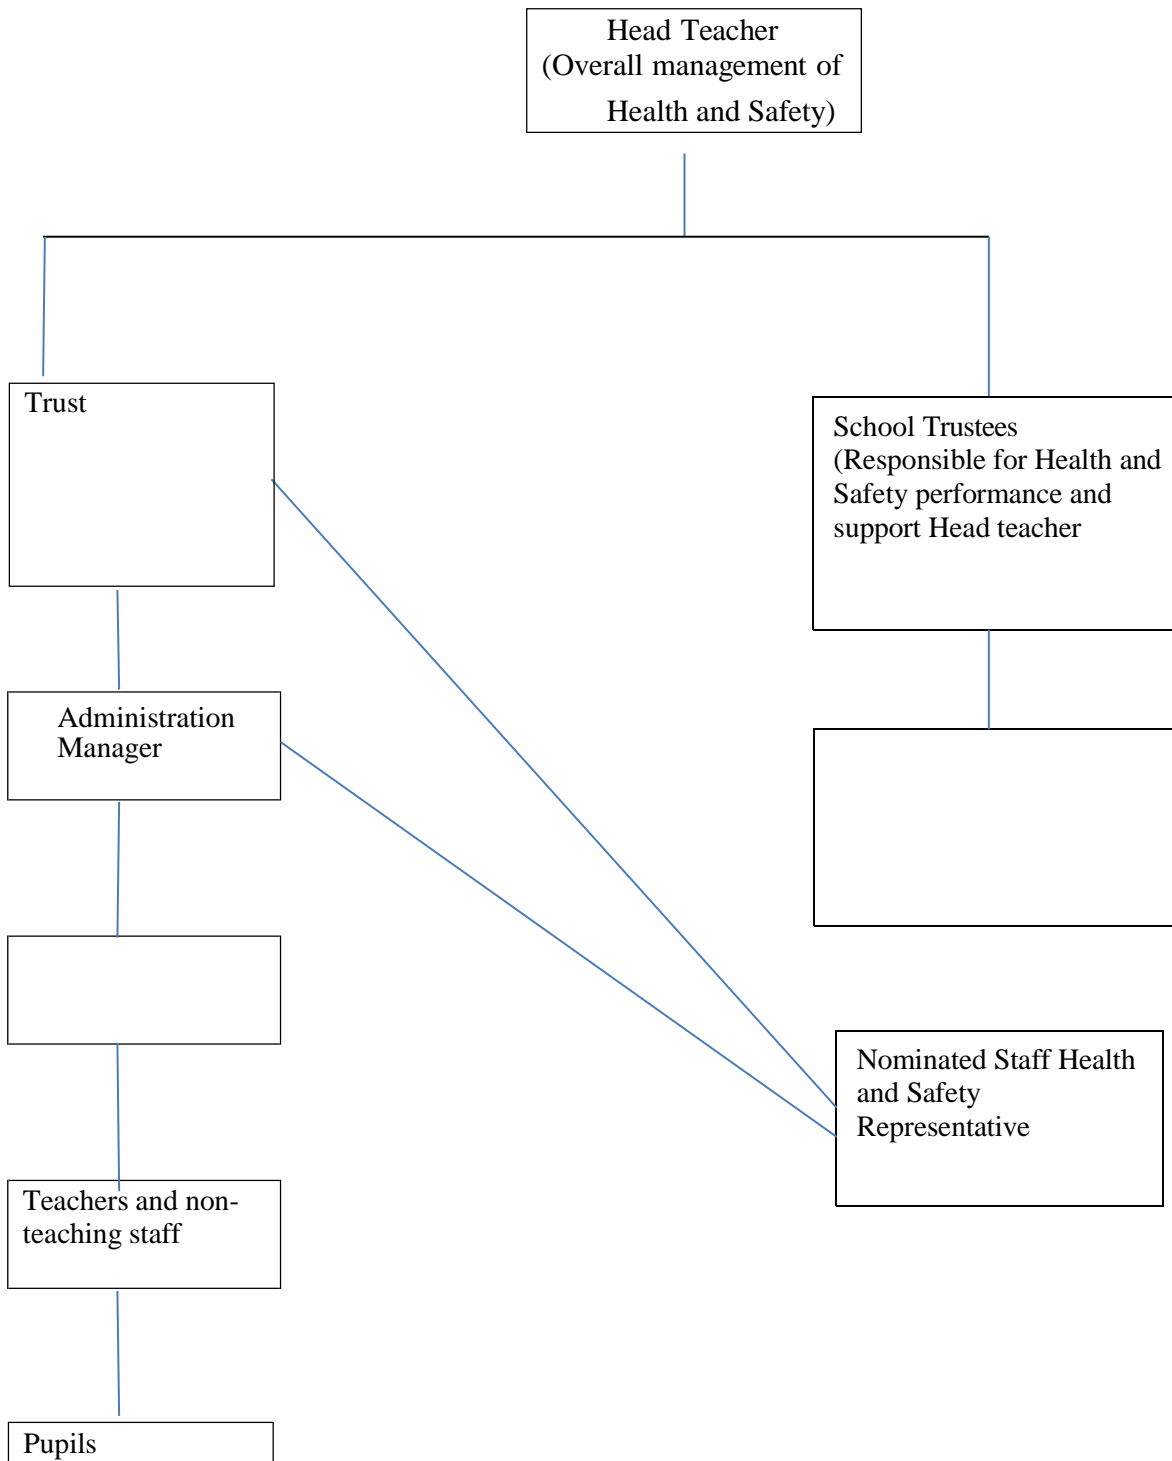 Head Teacher
(Overall management of
Health and Safety)
Trust
School Trustees
(Responsible for Health and
Safety performance and
support Head teacher
Administration
Manager
Nominated Staff Health
and Safety
Representative
Teachers and non-
teaching staff
Pupils